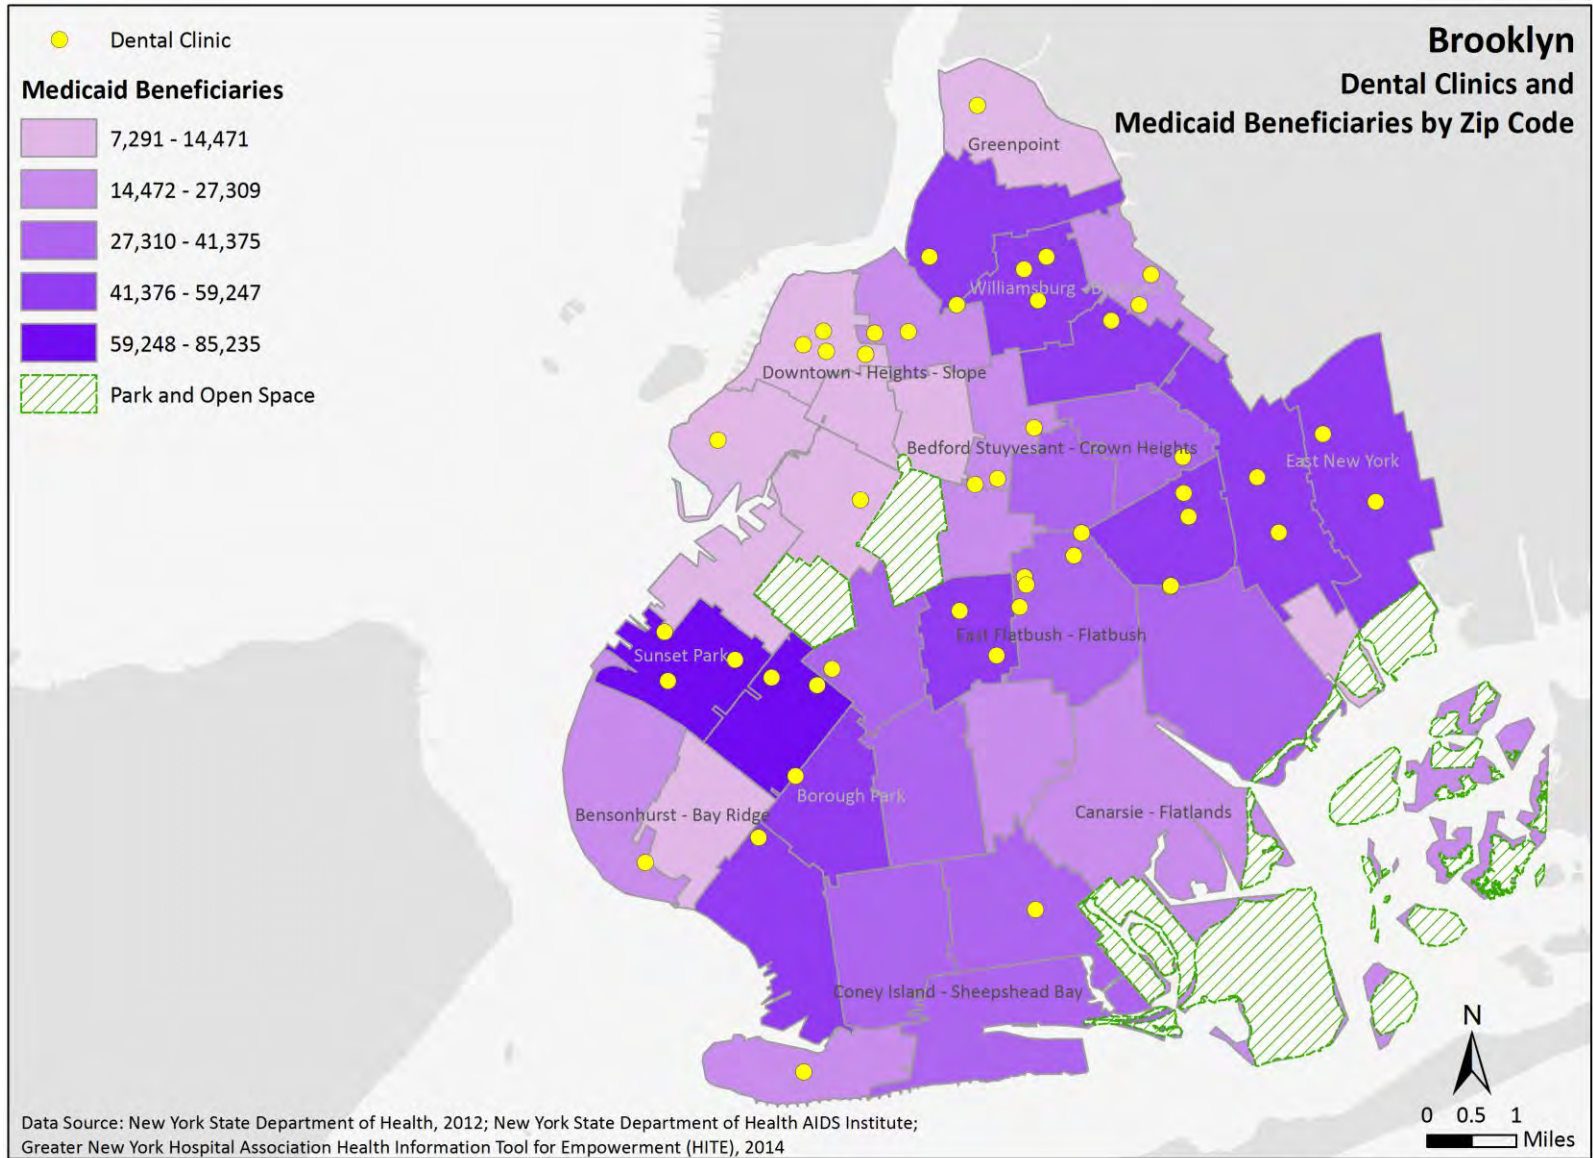 Dental Clinic
Medicaid Beneficiaries
7,291 - 14,471
14,472 - 27,309
27,310 - 41,375
41,376 - 59,247
59,248 - 85,235
Park and Open Space
Brooklyn
Dental Clinics and
Medicaid Beneficiaries by Zip Code
Greenpoint
Williamsburg -
Downtown - Heights - Slope
Bedford Stuyvesant - Crown Heights
East New York
East Flatbush - Flatbush
Sunset Park
Borough Park
Bensonhurst - Bay Ridge
Canarsie - Flatlands
Coney Island - Sheepshead Bay
N
0 0.5 1
Miles
Data Source: New York State Department of Health, 2012; New York State Department of Health AIDS Institute;
Greater New York Hospital Association Health Information Tool for Empowerment (HITE), 2014